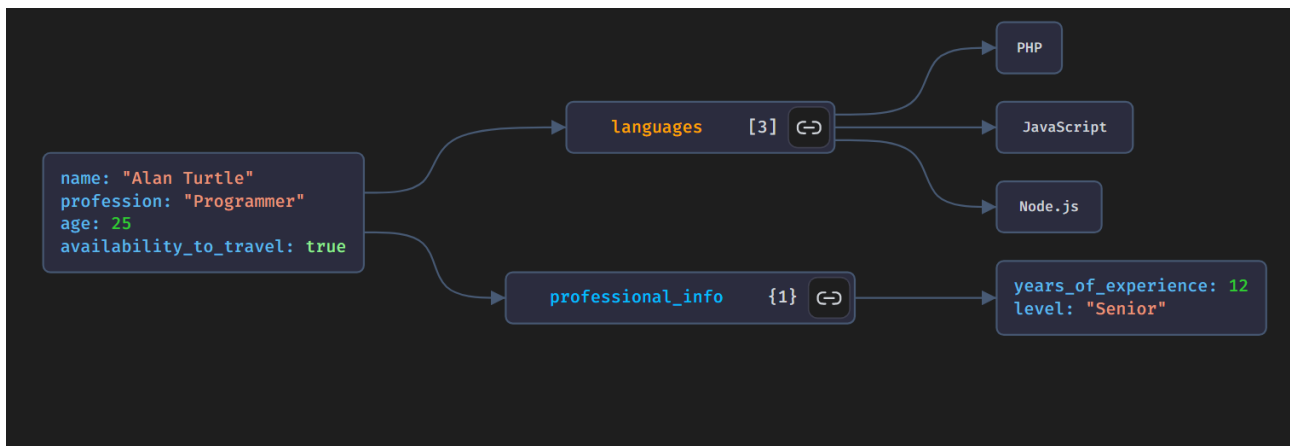 name: "Alan Turtle"
profession: "Programmer"
age: 25
availability_to_travel: true
languages [3]
PHP
JavaScript
Node.js
professional_info {1}
years_of_experience: 12
level: "Senior"